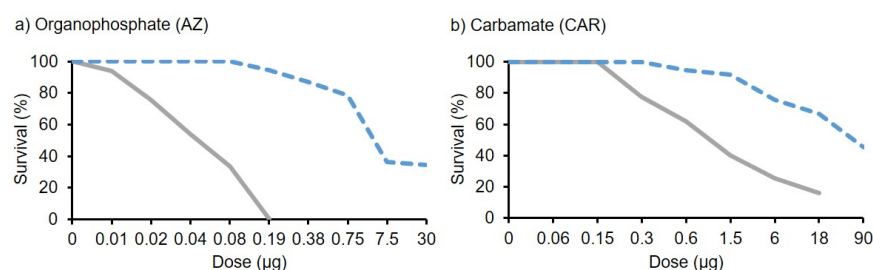 a) Organophosphate (AZ)
100
80
60
40
20
0
Survival (%)
0 0.01 0.02 0.04 0.08 0.19 0.38 0.75 7.5 30
Dose (µg)
b) Carbamate (CAR)
100
80
60
40
20
0
Survival (%)
0 0.06 0.15 0.3 0.6 1.5 6 18 90
Dose (µg)